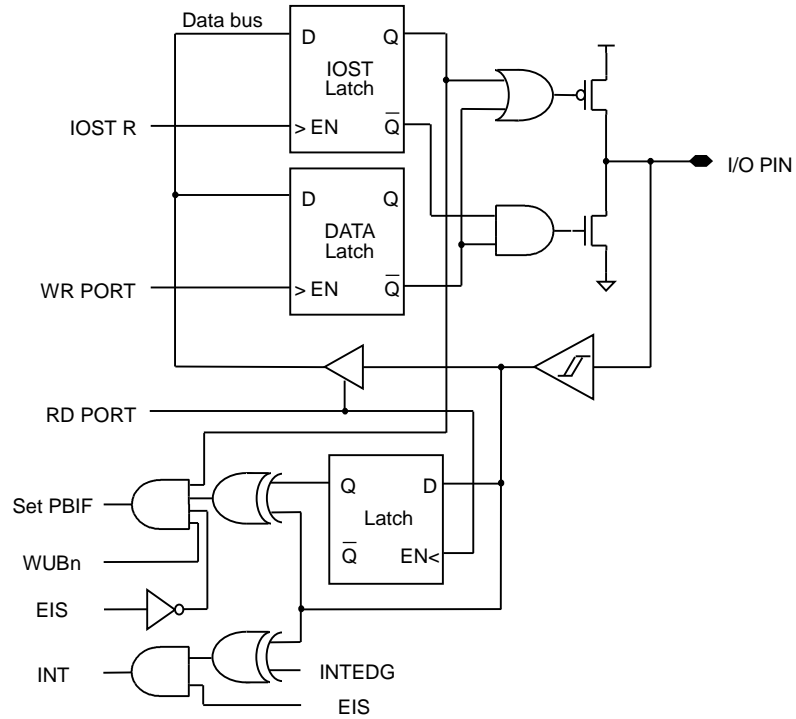 Data bus
D Q
IOST
Latch
IOST R
> EN Q̅
I/O PIN
D Q
DATA
Latch
WR PORT
> EN Q̅
RD PORT
Q D
Set PBIF
Latch
WUBn
Q̅ EN<
EIS
INT
INTEDG
EIS